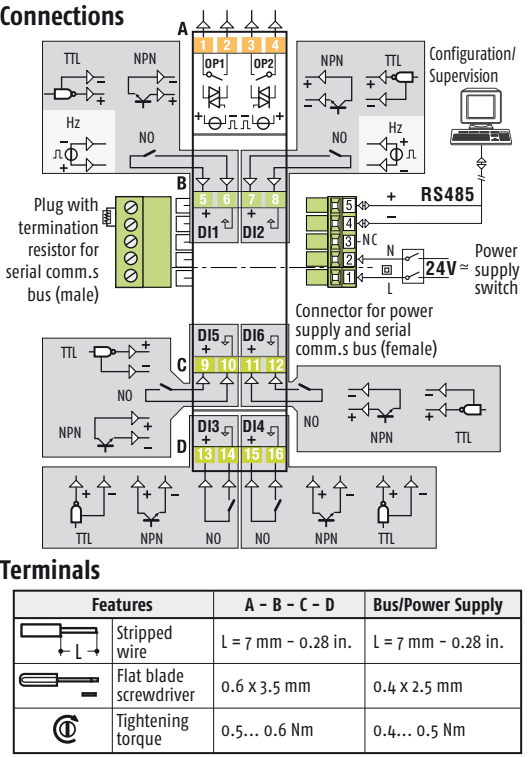 Connections
A
1 2 3 4
OP1 OP2
TTL NPN
NPN TTL
Configuration/
Supervision
Hz
NO
NO
Hz
B
5 6 7 8
+ +
DI1 DI2
Plug with
termination
resistor for
serial comm.s
bus (male)
5 + RS485
4 –
3 NC
2 N
1 L
24V ≃
Power
supply
switch
Connector for power
supply and serial
comm.s bus (female)
DI5 DI6
+ +
C
9 10 11 12
TTL
NO
NPN
NO
NPN TTL
DI3 DI4
+ +
D
13 14 15 16
+ – + – + – + –
TTL NPN NO NO NPN TTL
Terminals
Features A – B – C – D Bus/Power Supply
L
Stripped
wire
L = 7 mm – 0.28 in. L = 7 mm – 0.28 in.
Flat blade
screwdriver
0.6 x 3.5 mm 0.4 x 2.5 mm
Tightening
torque
0.5... 0.6 Nm 0.4... 0.5 Nm